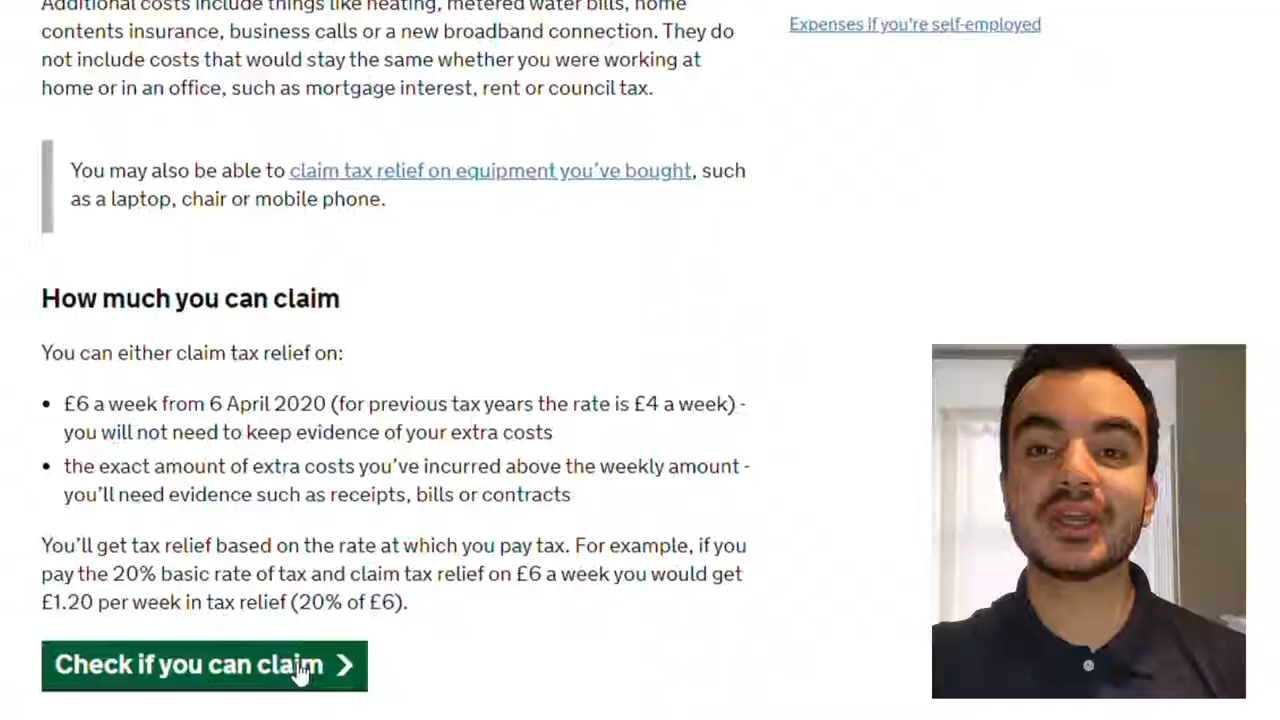 Additional costs include things like heating, metered water bills, home
contents insurance, business calls or a new broadband connection. They do
not include costs that would stay the same whether you were working at
home or in an office, such as mortgage interest, rent or council tax.
You may also be able to claim tax relief on equipment you've bought, such
as a laptop, chair or mobile phone.
How much you can claim
You can either claim tax relief on:
• £6 a week from 6 April 2020 (for previous tax years the rate is £4 a week) -
you will not need to keep evidence of your extra costs
• the exact amount of extra costs you've incurred above the weekly amount -
you'll need evidence such as receipts, bills or contracts
You'll get tax relief based on the rate at which you pay tax. For example, if you
pay the 20% basic rate of tax and claim tax relief on £6 a week you would get
£1.20 per week in tax relief (20% of £6).
Check if you can claim
Expenses if you're self-employed